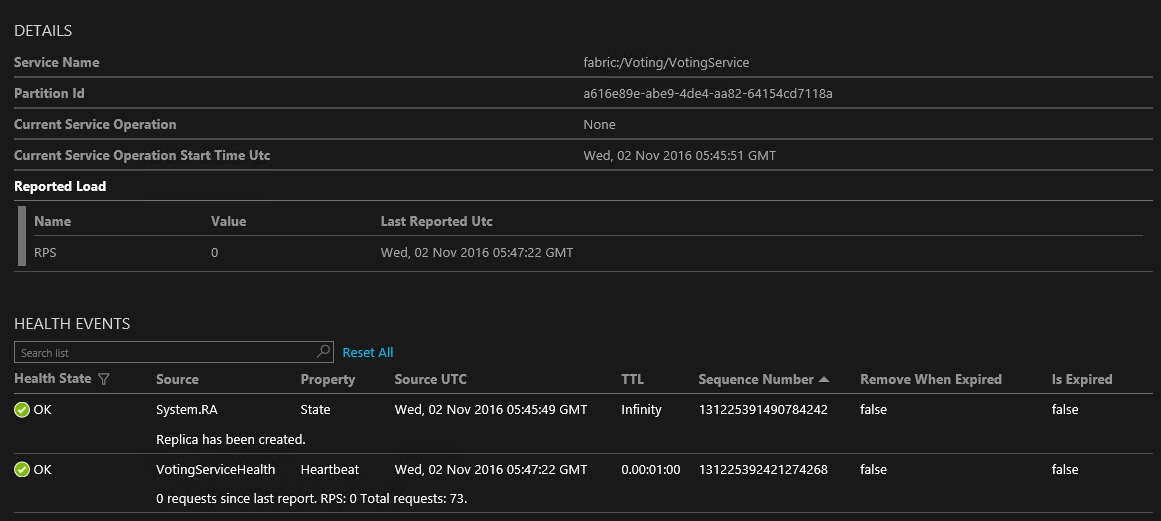 DETAILS
Service Name fabric:/Voting/VotingService
Partition Id a616e89e-abe9-4de4-aa82-64154cd7118a
Current Service Operation None
Current Service Operation Start Time Utc Wed, 02 Nov 2016 05:45:51 GMT
Reported Load
Name Value Last Reported Utc
RPS 0 Wed, 02 Nov 2016 05:47:22 GMT
HEALTH EVENTS
Search list Reset All
Health State Source Property Source UTC TTL Sequence Number Remove When Expired Is Expired
OK System.RA State Wed, 02 Nov 2016 05:45:49 GMT Infinity 131225391490784242 false false
Replica has been created.
OK VotingServiceHealth Heartbeat Wed, 02 Nov 2016 05:47:22 GMT 0.00:01:00 131225392421274268 false false
0 requests since last report. RPS: 0 Total requests: 73.